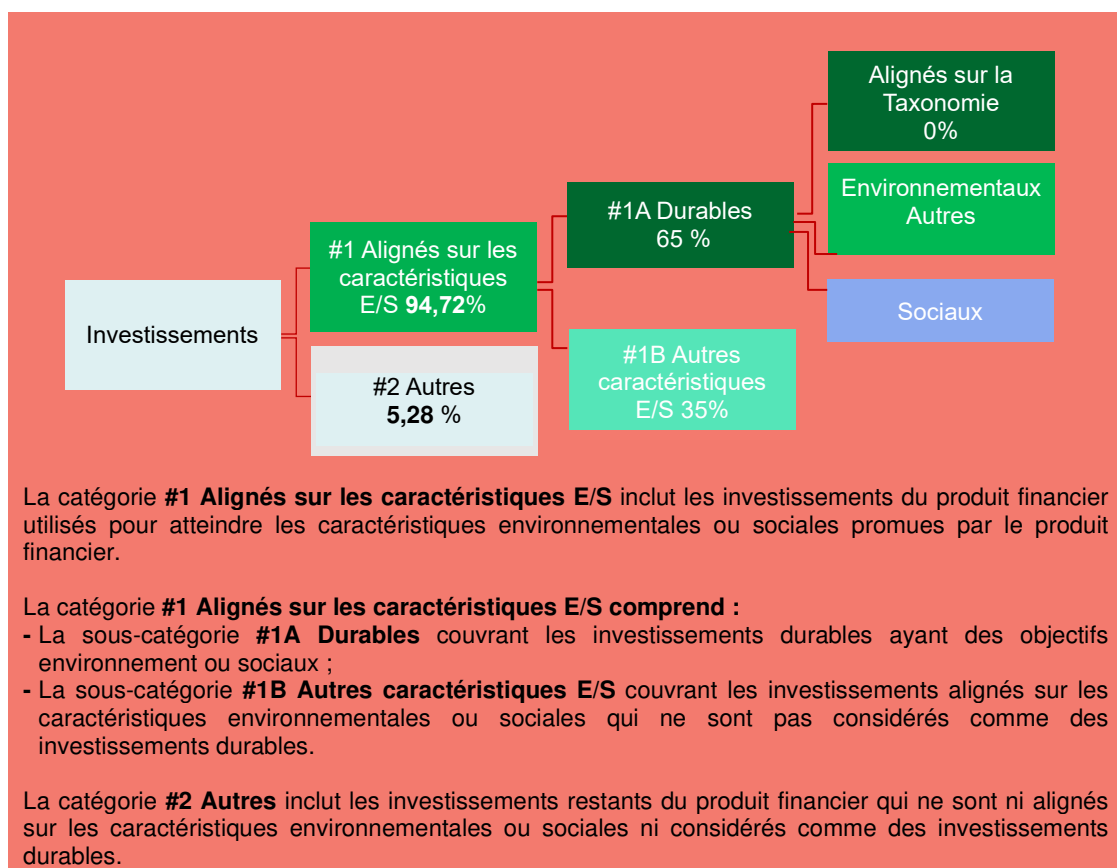 Alignés sur la
Taxonomie
0%
Environnementaux
Autres
#1A Durables
65 %
#1 Alignés sur les
caractéristiques
E/S 94,72%
Sociaux
Investissements
#1B Autres
caractéristiques
E/S 35%
#2 Autres
5,28 %
La catégorie #1 Alignés sur les caractéristiques E/S inclut les investissements du produit financier
utilisés pour atteindre les caractéristiques environnementales ou sociales promues par le produit
financier.
La catégorie #1 Alignés sur les caractéristiques E/S comprend :
- La sous-catégorie #1A Durables couvrant les investissements durables ayant des objectifs
environnement ou sociaux ;
- La sous-catégorie #1B Autres caractéristiques E/S couvrant les investissements alignés sur les
caractéristiques environnementales ou sociales qui ne sont pas considérés comme des
investissements durables.
La catégorie #2 Autres inclut les investissements restants du produit financier qui ne sont ni alignés
sur les caractéristiques environnementales ou sociales ni considérés comme des investissements
durables.